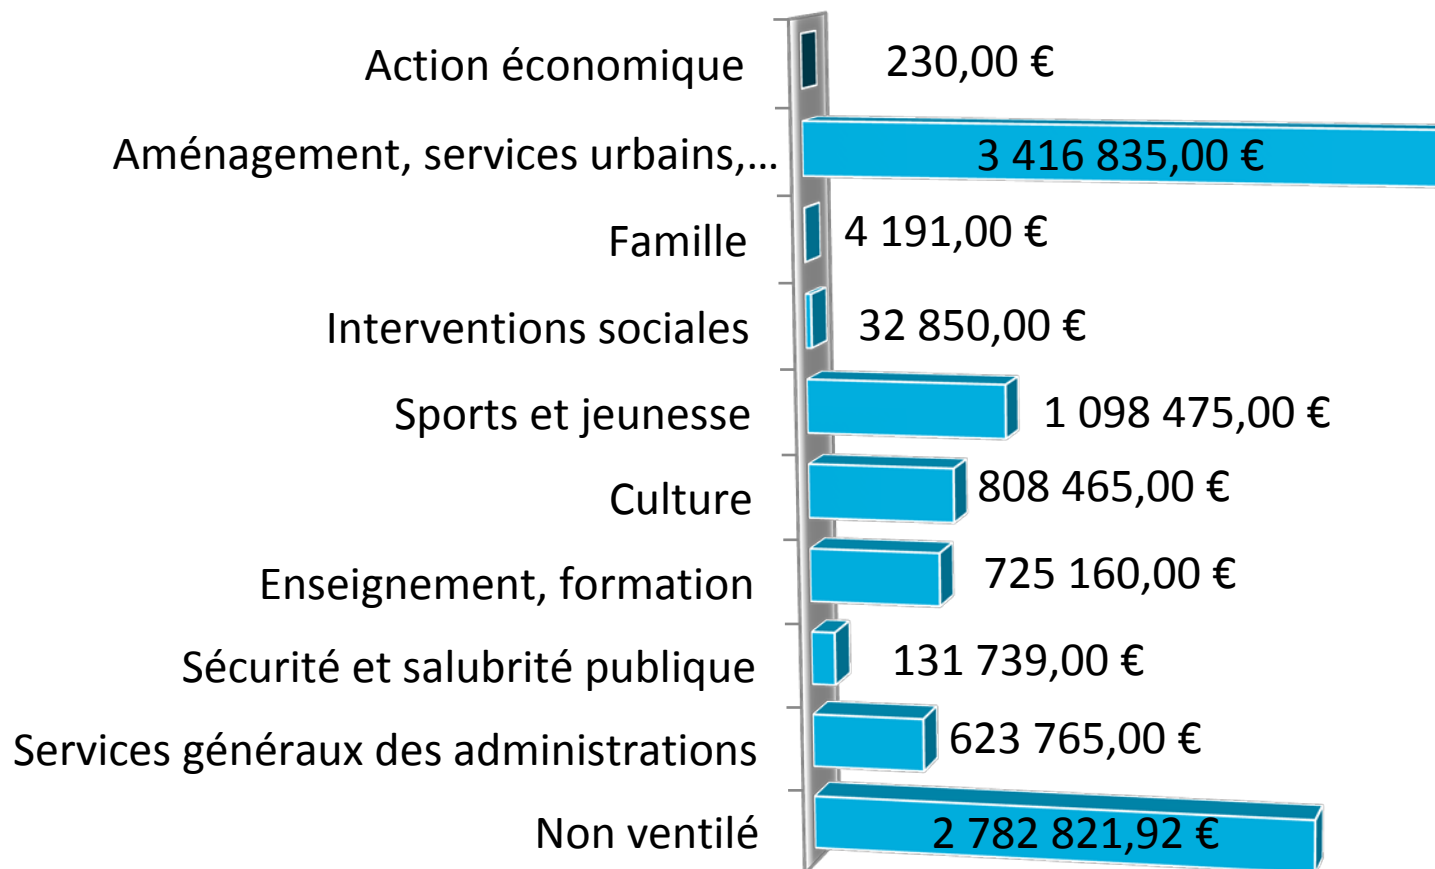 Action économique 230,00 €
Aménagement, services urbains,... 3 416 835,00 €
Famille 4 191,00 €
Interventions sociales 32 850,00 €
Sports et jeunesse 1 098 475,00 €
Culture 808 465,00 €
Enseignement, formation 725 160,00 €
Sécurité et salubrité publique 131 739,00 €
Services généraux des administrations 623 765,00 €
Non ventilé 2 782 821,92 €